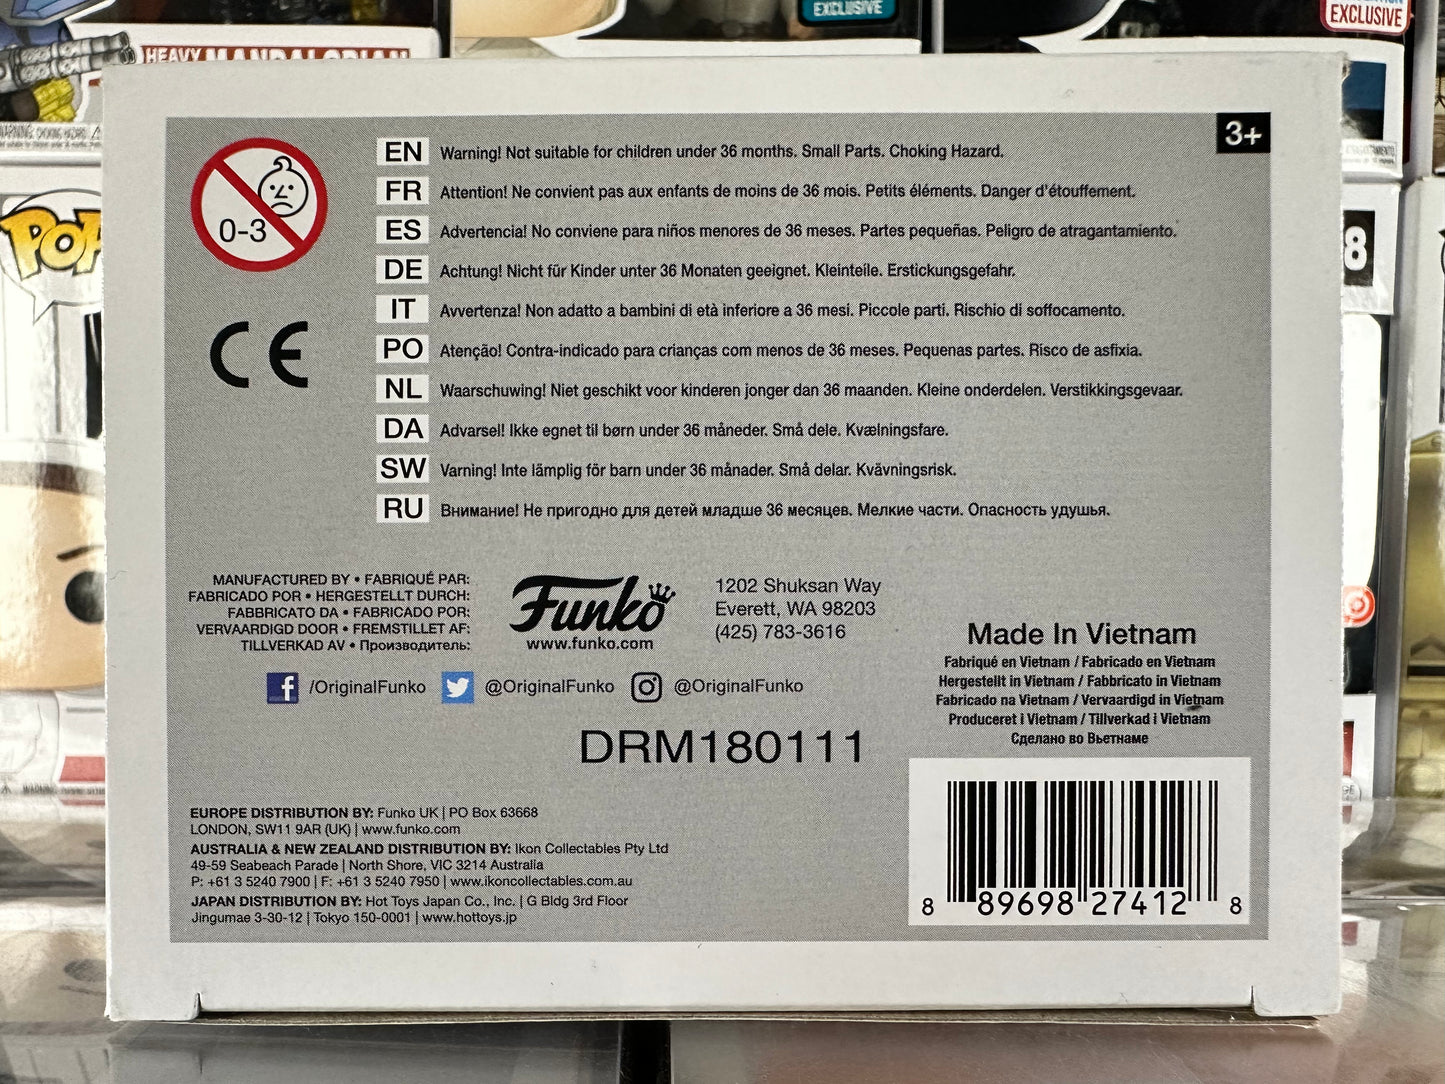 EXCLUSIVE
EXCLUSIVE
HEAVY MANDALORIAN
POP
8
3+
0-3
CE
EN Warning! Not suitable for children under 36 months. Small Parts. Choking Hazard.
FR Attention! Ne convient pas aux enfants de moins de 36 mois. Petits éléments. Danger d'étouffement.
ES Advertencia! No conviene para niños menores de 36 meses. Partes pequeñas. Peligro de atragantamiento.
DE Achtung! Nicht für Kinder unter 36 Monaten geeignet. Kleinteile. Erstickungsgefahr.
IT Avvertenza! Non adatto a bambini di età inferiore a 36 mesi. Piccole parti. Rischio di soffocamento.
PO Atenção! Contra-indicado para crianças com menos de 36 meses. Pequenas partes. Risco de asfixia.
NL Waarschuwing! Niet geschikt voor kinderen jonger dan 36 maanden. Kleine onderdelen. Verstikkingsgevaar.
DA Advarsel! Ikke egnet til børn under 36 måneder. Små dele. Kvælningsfare.
SW Varning! Inte lämplig för barn under 36 månader. Små delar. Kvävningsrisk.
RU Внимание! Не пригодно для детей младше 36 месяцев. Мелкие части. Опасность удушья.
MANUFACTURED BY • FABRIQUÉ PAR:
FABRICADO POR • HERGESTELLT DURCH:
FABBRICATO DA • FABRICADO POR:
VERVAARDIGD DOOR • FREMSTILLET AF:
TILLVERKAD AV • Производитель:
Funko
www.funko.com
1202 Shuksan Way
Everett, WA 98203
(425) 783-3616
/OriginalFunko @OriginalFunko @OriginalFunko
DRM180111
Made In Vietnam
Fabriqué en Vietnam / Fabricado en Vietnam
Hergestellt in Vietnam / Fabbricato in Vietnam
Fabricado na Vietnam / Vervaardigd in Vietnam
Produceret i Vietnam / Tillverkad i Vietnam
Сделано во Вьетнаме
EUROPE DISTRIBUTION BY: Funko UK | PO Box 63668
LONDON, SW11 9AR (UK) | www.funko.com
AUSTRALIA & NEW ZEALAND DISTRIBUTION BY: Ikon Collectables Pty Ltd
49-59 Seabeach Parade | North Shore, VIC 3214 Australia
P: +61 3 5240 7900 | F: +61 3 5240 7950 | www.ikoncollectables.com.au
JAPAN DISTRIBUTION BY: Hot Toys Japan Co., Inc. | G Bldg 3rd Floor
Jingumae 3-30-12 | Tokyo 150-0001 | www.hottoys.jp
8 89698 27412 8